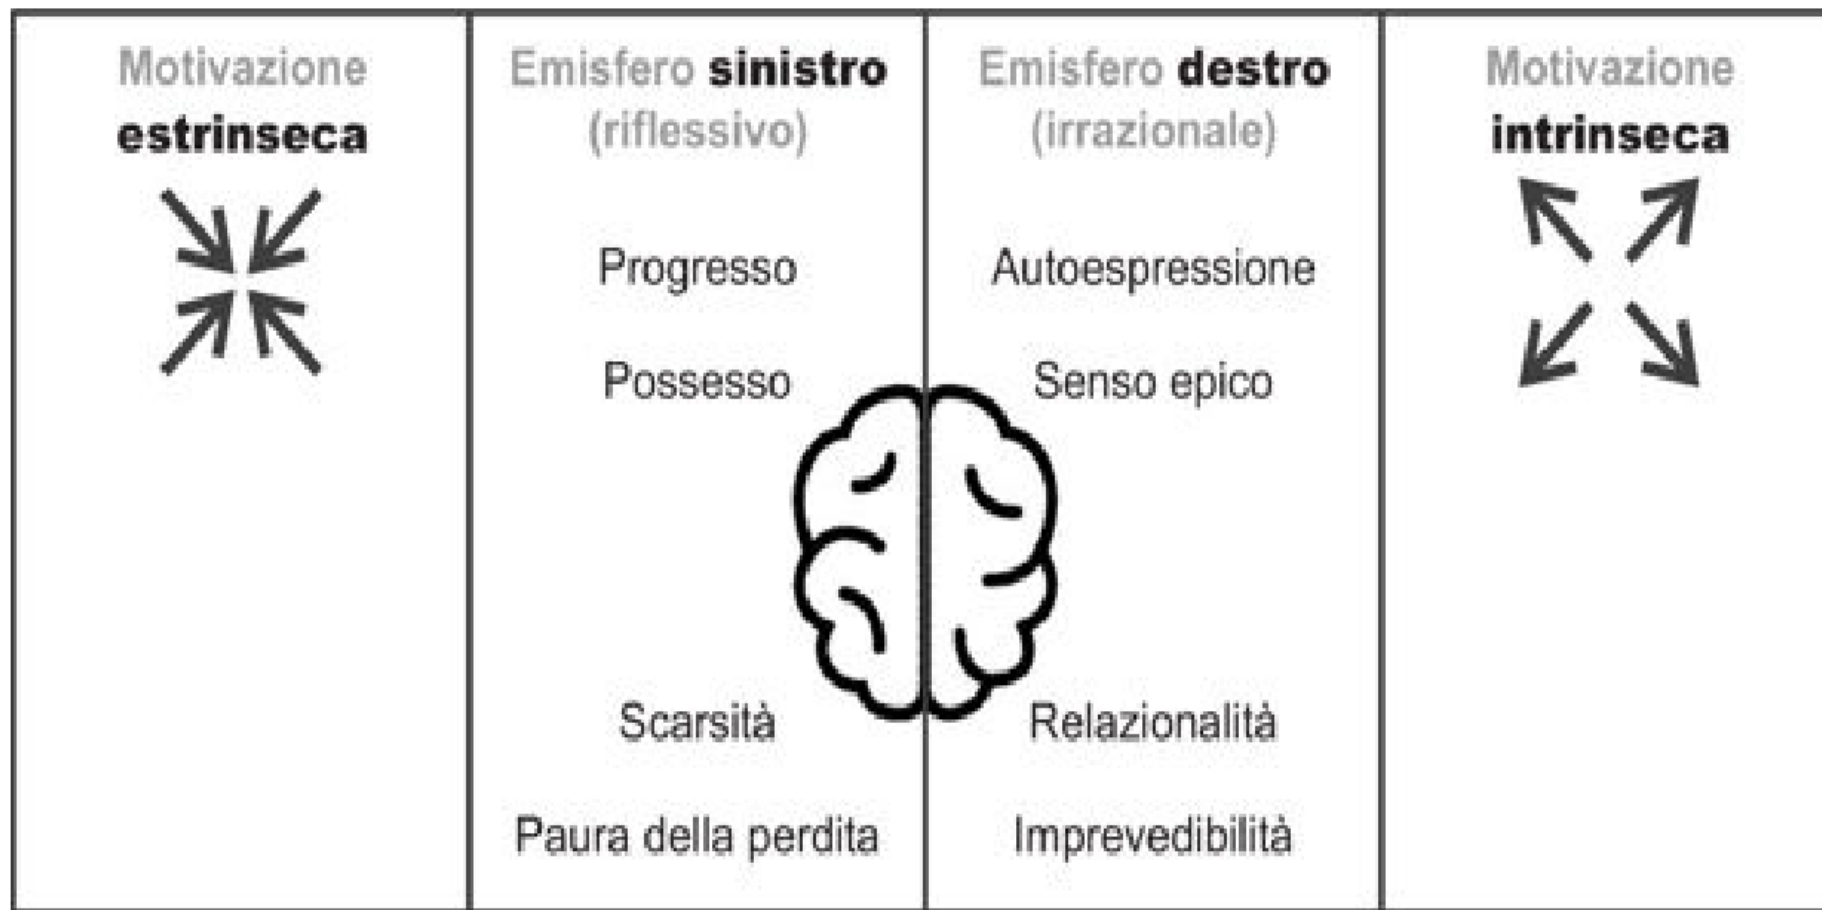 Motivazione
estrinseca
Emisfero sinistro
(riflessivo)
Progresso
Possesso
Scarsità
Paura della perdita
Emisfero destro
(irrazionale)
Autoespressione
Senso epico
Relazionalità
Imprevedibilità
Motivazione
intrinseca